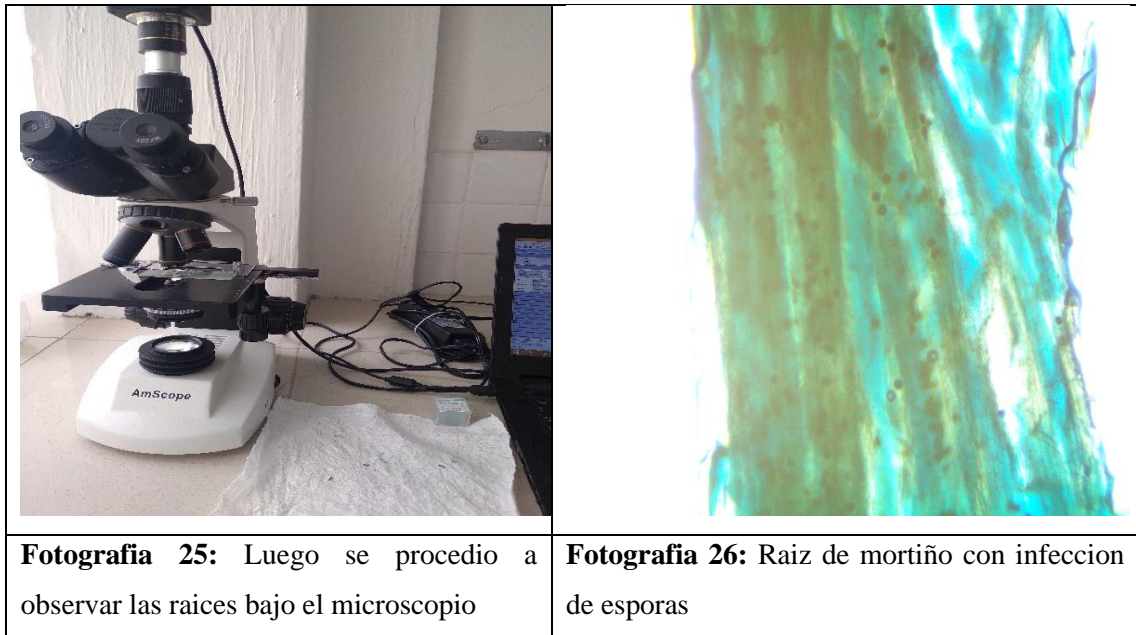 AmScope
Fotografia 25: Luego se procedio a
observar las raices bajo el microscopio
Fotografia 26: Raiz de mortiño con infeccion
de esporas